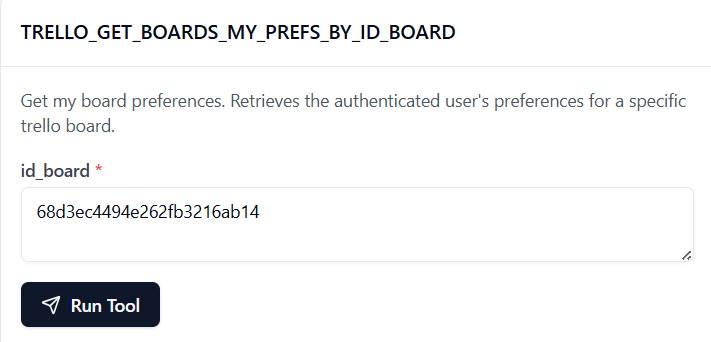 TRELLO_GET_BOARDS_MY_PREFS_BY_ID_BOARD
Get my board preferences. Retrieves the authenticated user's preferences for a specific
trello board.
id_board *
68d3ec4494e262fb3216ab14
Run Tool